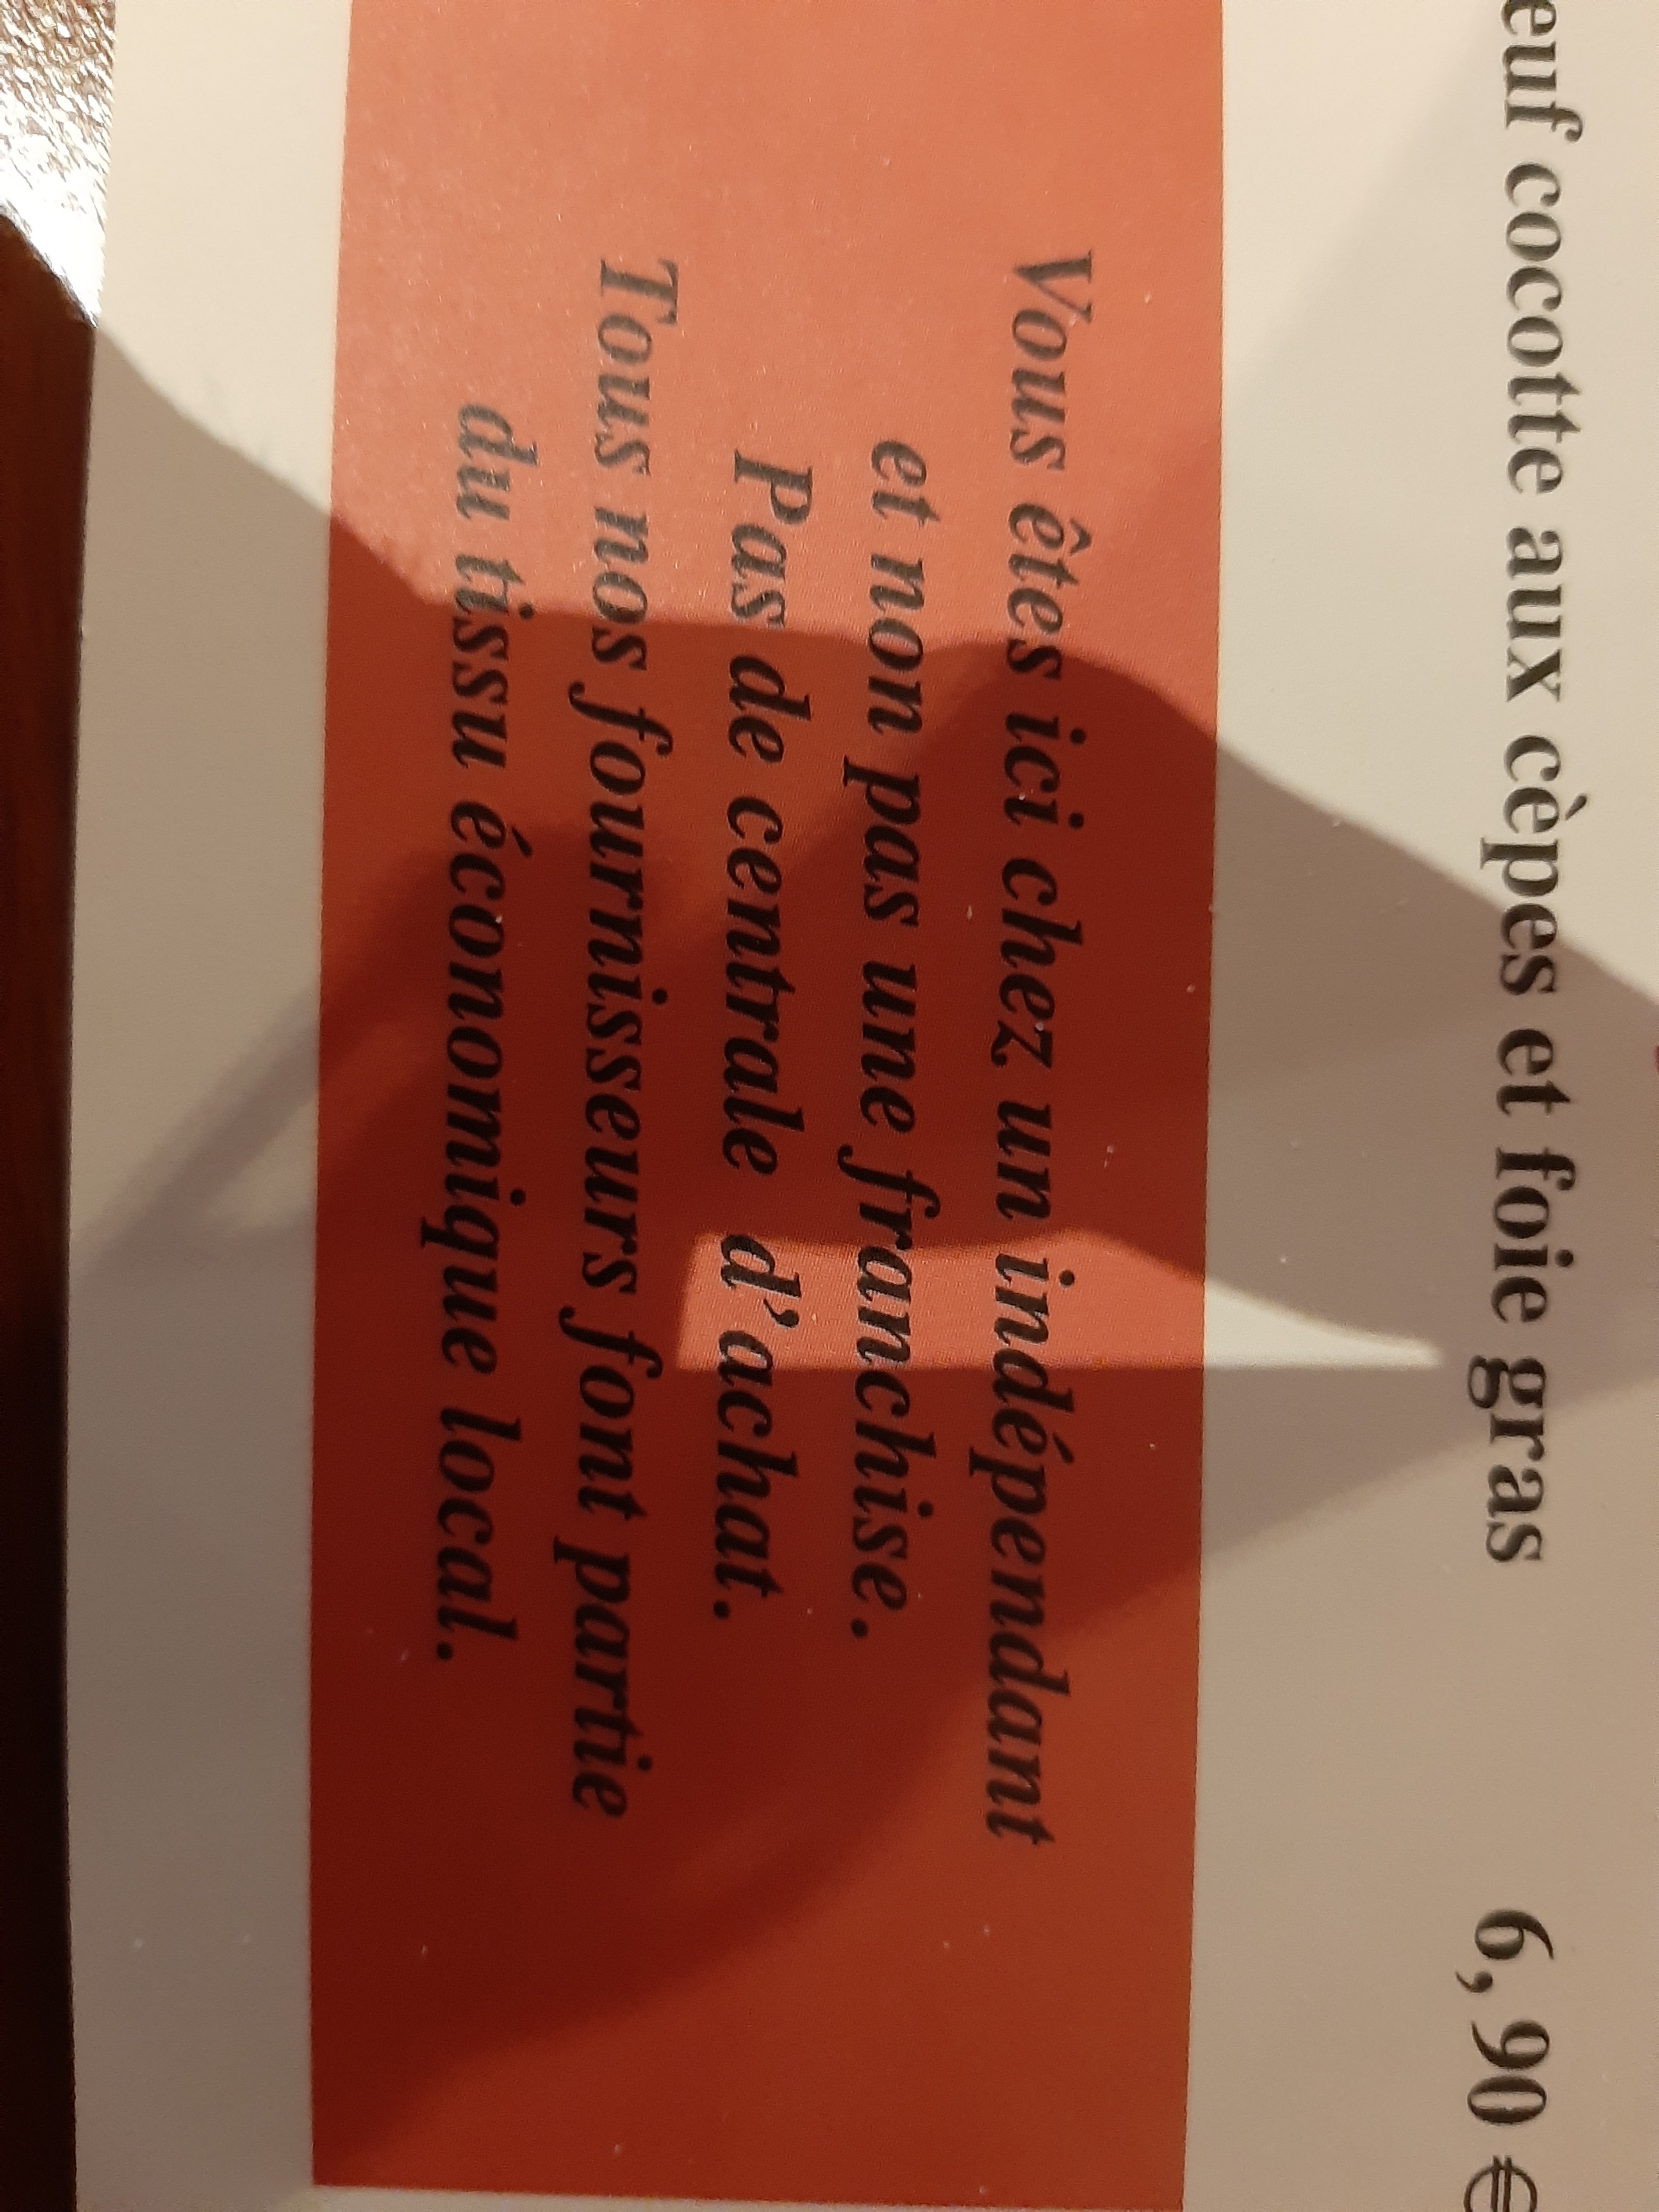 euf cocotte aux cèpes et foie gras 6,90 €
Vous êtes ici chez un indépendant
et non pas une franchise.
Pas de centrale d'achat.
Tous nos fournisseurs font partie
du tissu économique local.